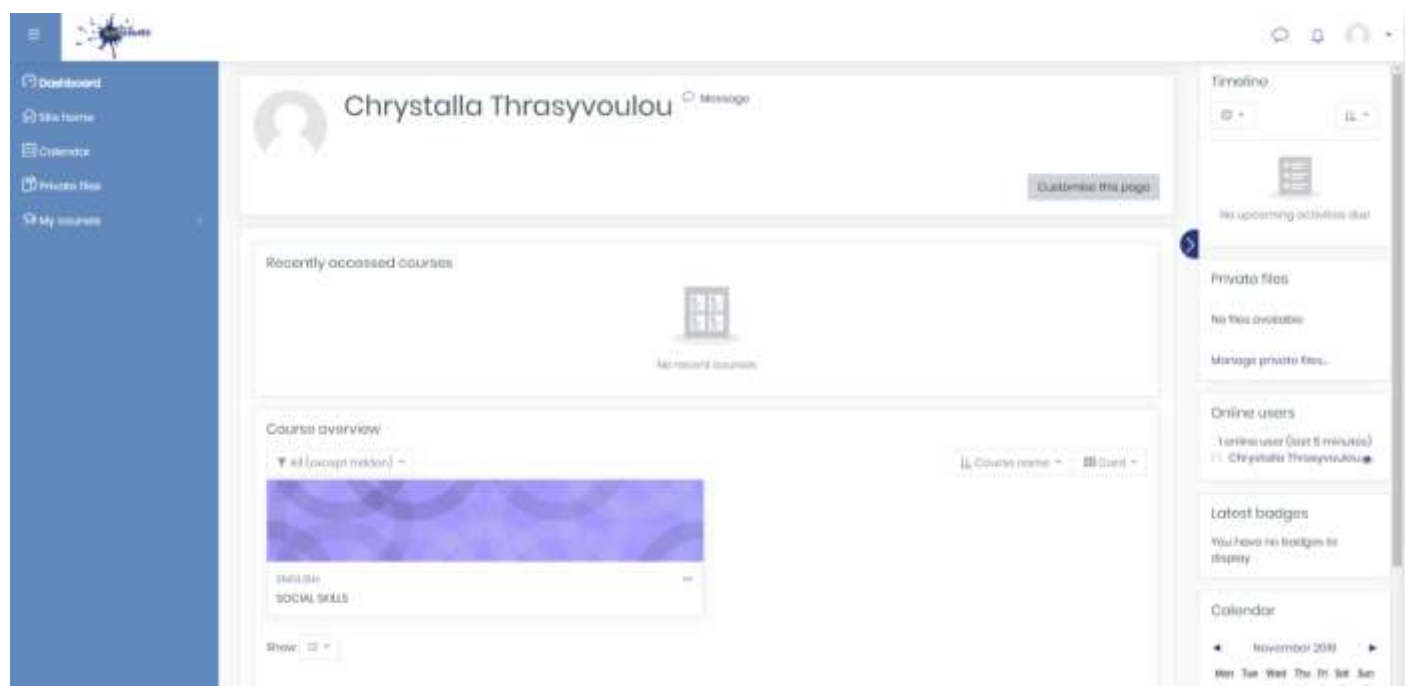 Dashboard
Site home
Calendar
Private files
My courses
Chrystalla Thrasyvoulou Message
Customise this page
Recently accessed courses
No recent courses
Course overview
All (except hidden)
Course name Card
ENGLISH
SOCIAL SKILLS
Show 12
Timeline
No upcoming activities due
Private files
No files available
Manage private files...
Online users
1 online user (last 5 minutes)
Chrystalla Thrasyvoulou
Latest badges
You have no badges to
display
Calendar
◄ November 2019 ►
Mon Tue Wed Thu Fri Sat Sun